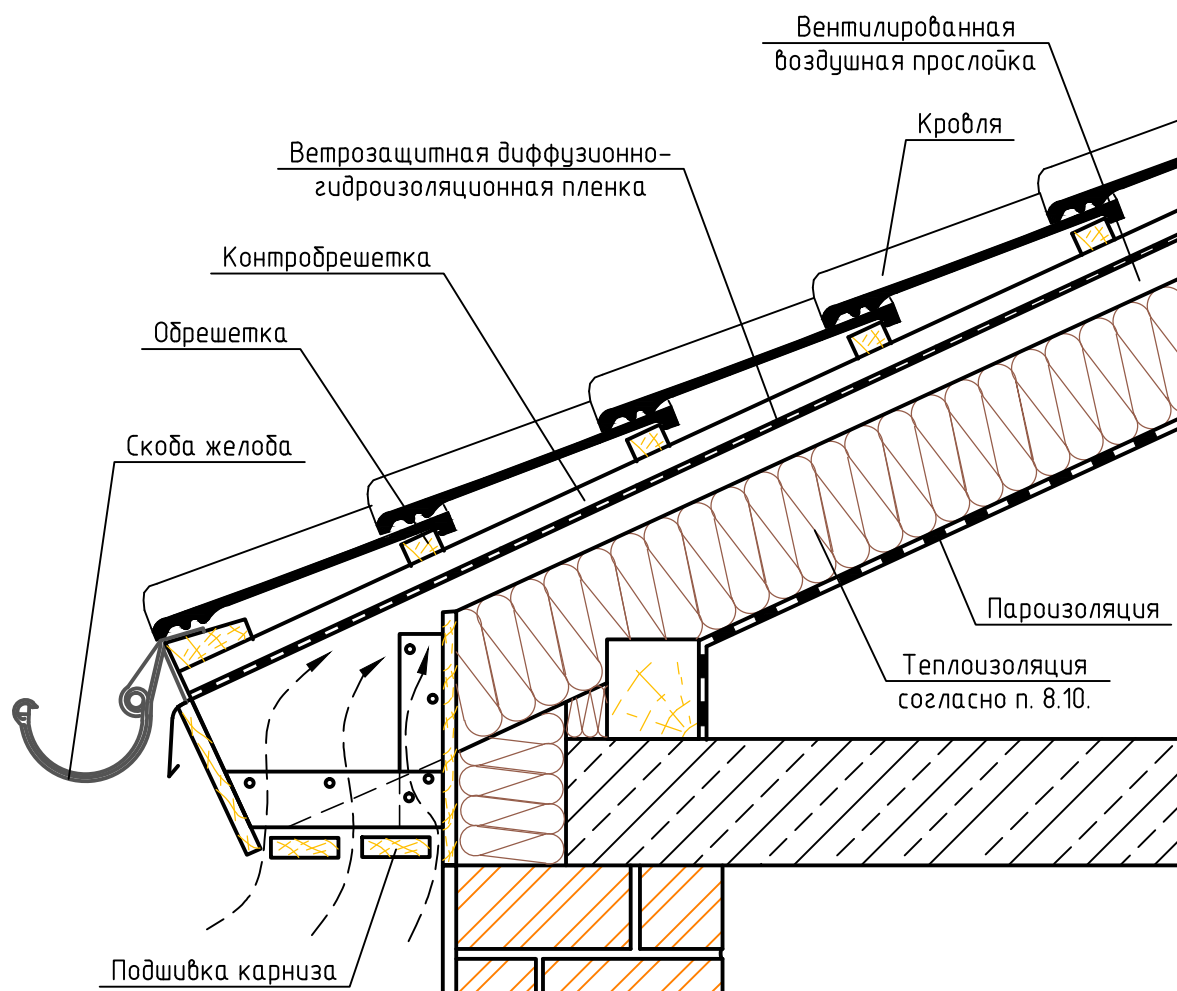 Вентилированная
воздушная прослойка
Кровля
Ветрозащитная диффузионно-
гидроизоляционная пленка
Контробрешетка
Обрешетка
Скоба желоба
Пароизоляция
Теплоизоляция
согласно п. 8.10.
Подшивка карниза